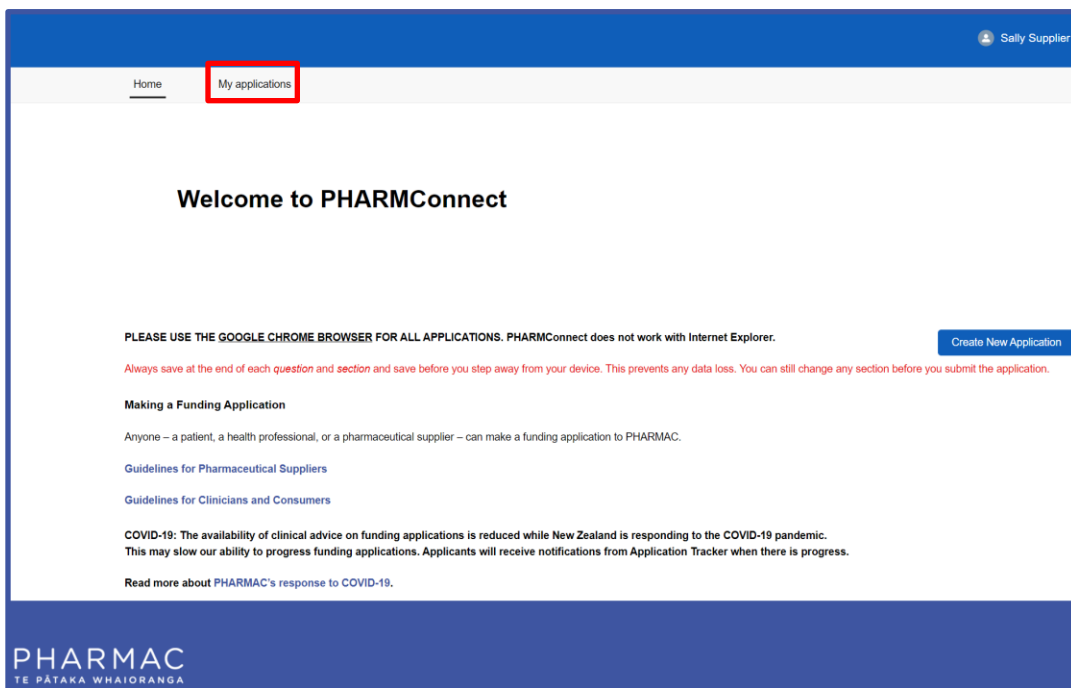 Sally Supplier
Home
My applications
Welcome to PHARMConnect
PLEASE USE THE GOOGLE CHROME BROWSER FOR ALL APPLICATIONS. PHARMConnect does not work with Internet Explorer.
Create New Application
Always save at the end of each question and section and save before you step away from your device. This prevents any data loss. You can still change any section before you submit the application.
Making a Funding Application
Anyone – a patient, a health professional, or a pharmaceutical supplier – can make a funding application to PHARMAC.
Guidelines for Pharmaceutical Suppliers
Guidelines for Clinicians and Consumers
COVID-19: The availability of clinical advice on funding applications is reduced while New Zealand is responding to the COVID-19 pandemic.
This may slow our ability to progress funding applications. Applicants will receive notifications from Application Tracker when there is progress.
Read more about PHARMAC's response to COVID-19.
PHARMAC
TE PĀTAKA WHAIORANGA